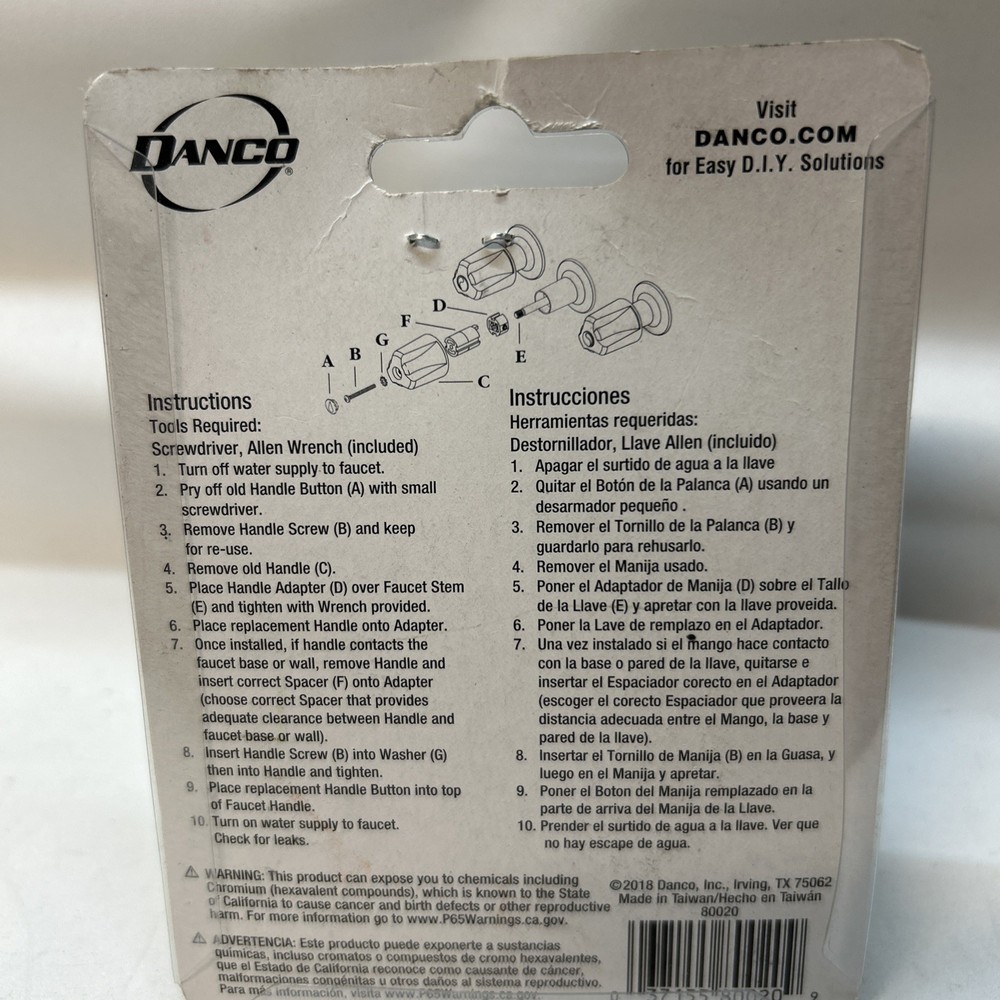 DANCO®
Visit
DANCO.COM
for Easy D.I.Y. Solutions
D
F
G
B
A
E
C
Instructions
Tools Required:
Screwdriver, Allen Wrench (included)
1. Turn off water supply to faucet.
2. Pry off old Handle Button (A) with small
screwdriver.
3. Remove Handle Screw (B) and keep
for re-use.
4. Remove old Handle (C).
5. Place Handle Adapter (D) over Faucet Stem
(E) and tighten with Wrench provided.
6. Place replacement Handle onto Adapter.
7. Once installed, if handle contacts the
faucet base or wall, remove Handle and
insert correct Spacer (F) onto Adapter
(choose correct Spacer that provides
adequate clearance between Handle and
faucet base or wall).
8. Insert Handle Screw (B) into Washer (G)
then into Handle and tighten.
9. Place replacement Handle Button into top
of Faucet Handle.
10. Turn on water supply to faucet.
Check for leaks.
Instrucciones
Herramientas requeridas:
Destornillador, Llave Allen (incluido)
1. Apagar el surtido de agua a la llave
2. Quitar el Botón de la Palanca (A) usando un
desarmador pequeño .
3. Remover el Tornillo de la Palanca (B) y
guardarlo para rehusarlo.
4. Remover el Manija usado.
5. Poner el Adaptador de Manija (D) sobre el Tallo
de la Llave (E) y apretar con la llave proveida.
6. Poner la Lave de remplazo en el Adaptador.
7. Una vez instalado si el mango hace contacto
con la base o pared de la llave, quitarse e
insertar el Espaciador corecto en el Adaptador
(escoger el corecto Espaciador que proveera la
distancia adecuada entre el Mango, la base y
pared de la llave).
8. Insertar el Tornillo de Manija (B) en la Guasa, y
luego en el Manija y apretar.
9. Poner el Boton del Manija remplazado en la
parte de arriva del Manija de la Llave.
10. Prender el surtido de agua a la llave. Ver que
no hay escape de agua.
⚠ WARNING: This product can expose you to chemicals including
Chromium (hexavalent compounds), which is known to the State
of California to cause cancer and birth defects or other reproductive
harm. For more information go to www.P65Warnings.ca.gov.
⚠ ADVERTENCIA: Este producto puede exponerte a sustancias
químicas, incluso cromatos o compuestos de cromo hexavalentes,
que el Estado de California reconoce como causante de cáncer,
malformaciones congénitas u otros daños al sistema reproductivo.
Para más información, visita www.P65Warnings.ca.gov.
©2018 Danco, Inc., Irving, TX 75062
Made in Taiwan/Hecho en Taiwán
80020
0 37155 80020 9